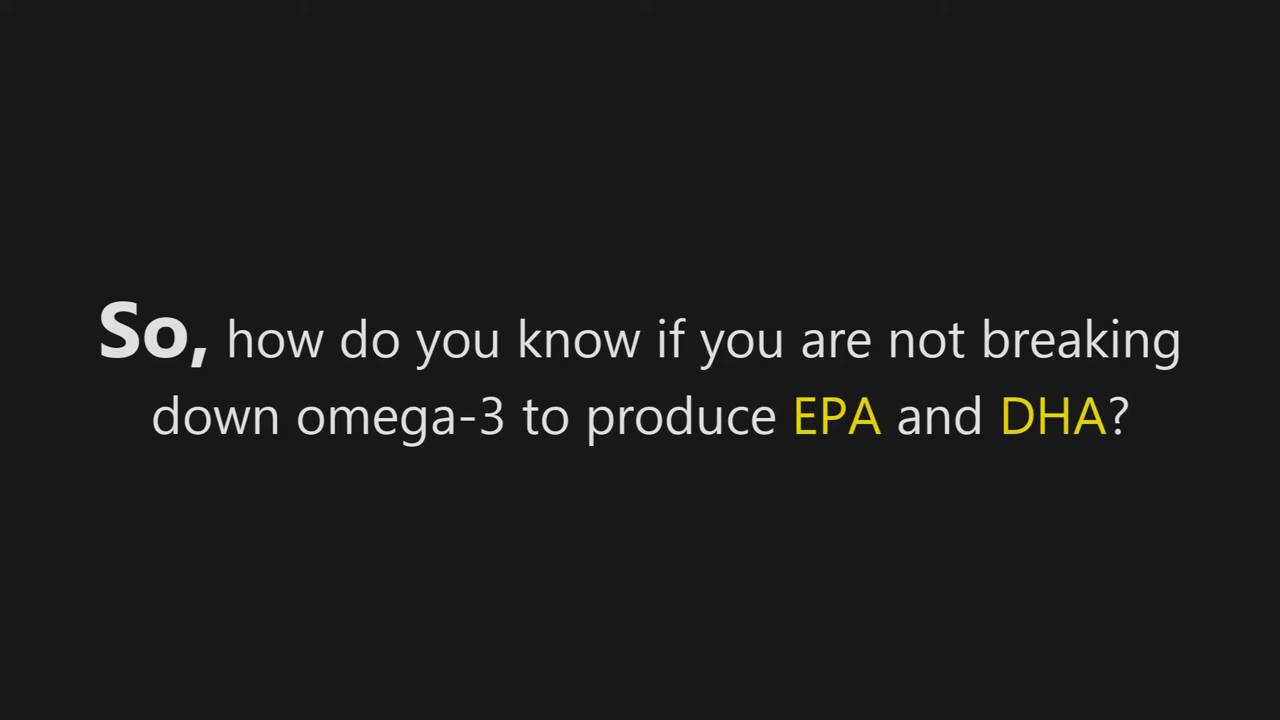 So, how do you know if you are not breaking
down omega-3 to produce EPA and DHA?